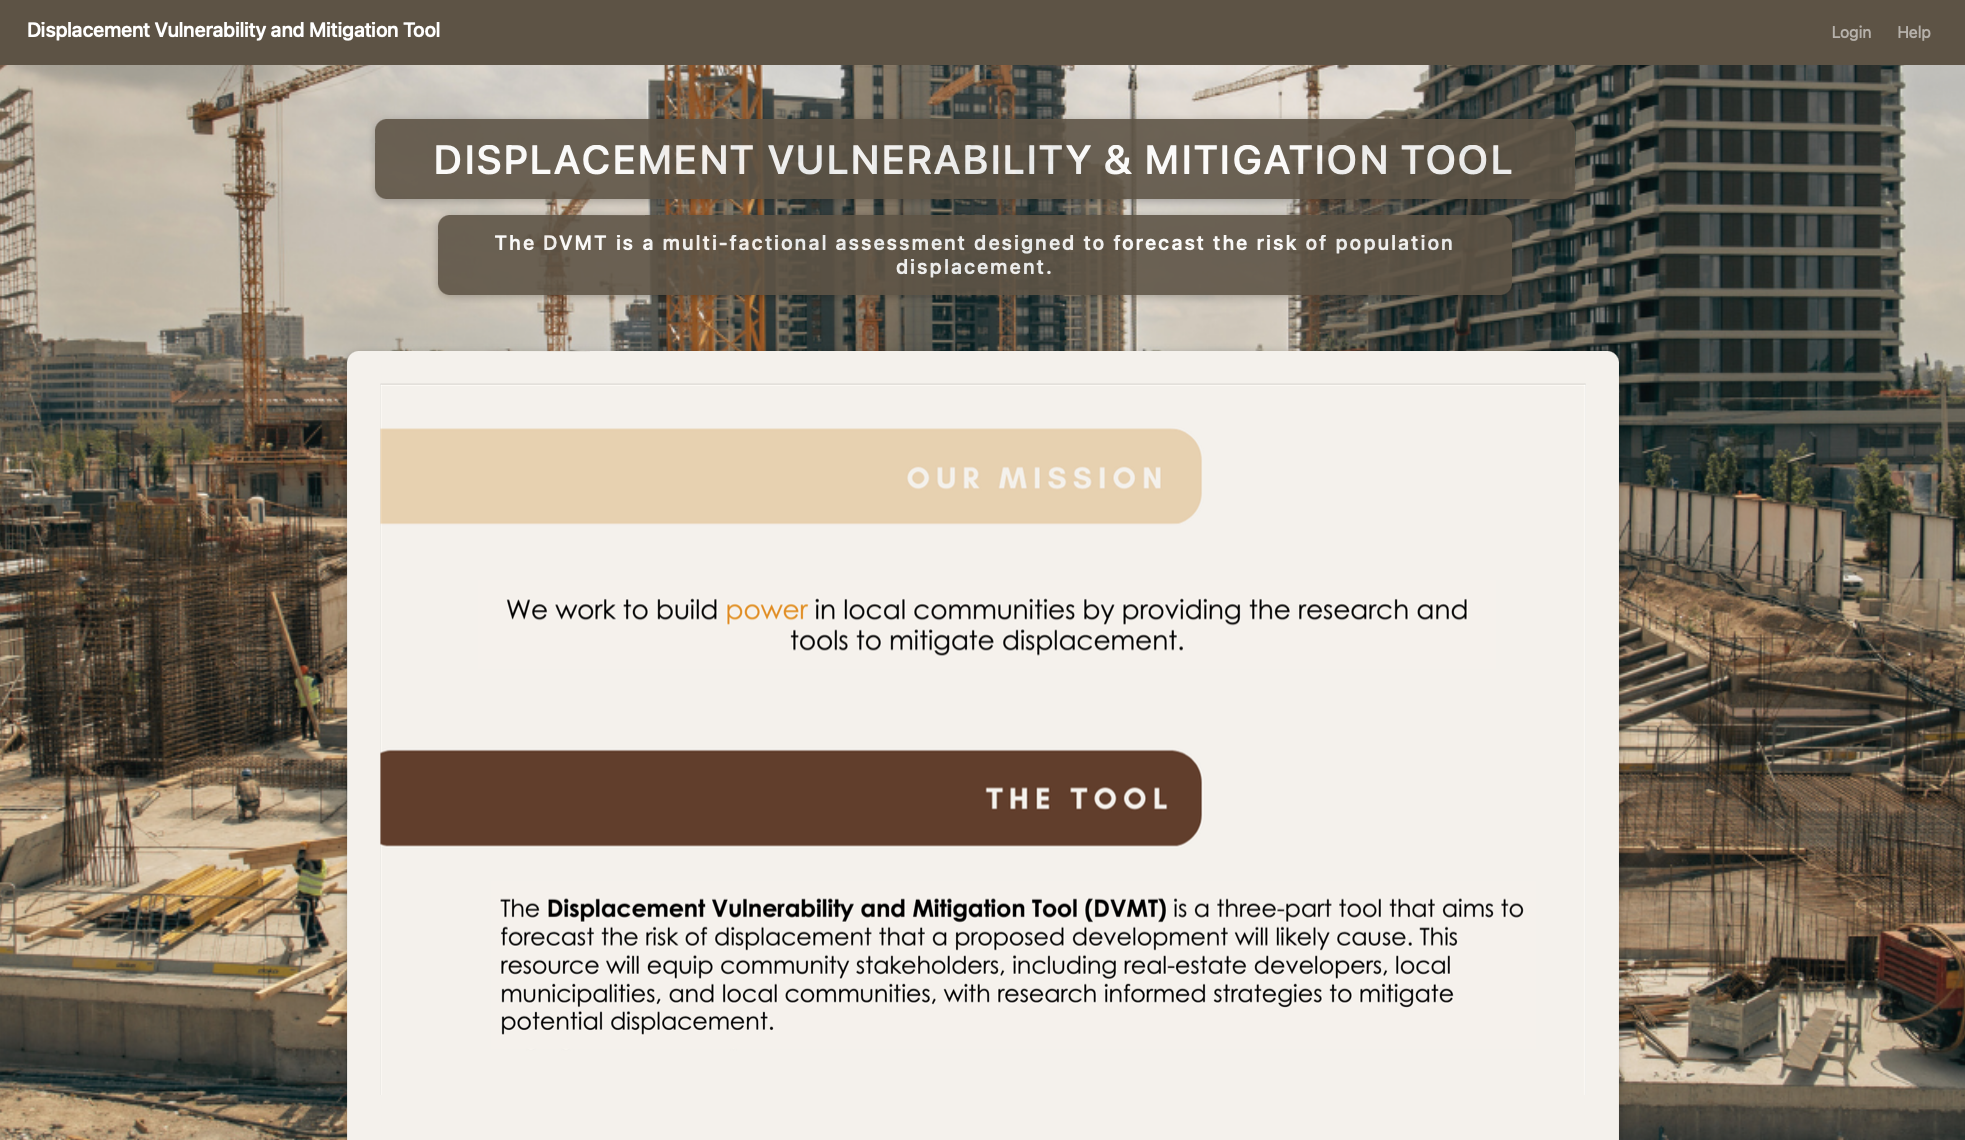 Displacement Vulnerability and Mitigation Tool
Login Help
DISPLACEMENT VULNERABILITY & MITIGATION TOOL
The DVMT is a multi-factional assessment designed to forecast the risk of population
displacement.
OUR MISSION
We work to build power in local communities by providing the research and
tools to mitigate displacement.
THE TOOL
The Displacement Vulnerability and Mitigation Tool (DVMT) is a three-part tool that aims to
forecast the risk of displacement that a proposed development will likely cause. This
resource will equip community stakeholders, including real-estate developers, local
municipalities, and local communities, with research informed strategies to mitigate
potential displacement.